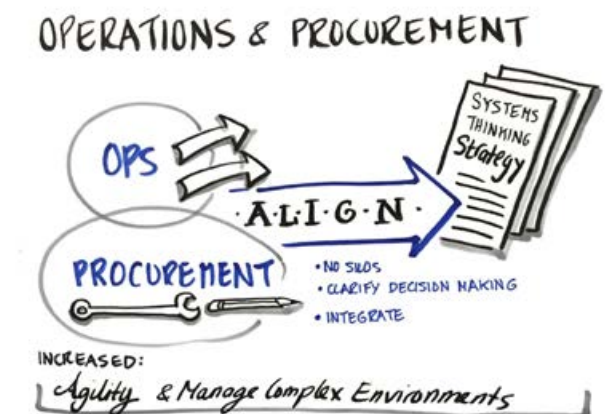 OPERATIONS & PROCUREMENT
OPS
SYSTEMS
THINKING
Strategy
·A·L·I·G·N·
PROCUREMENT
• NO SILOS
• CLARIFY DECISION MAKING
• INTEGRATE
INCREASED:
Agility & Manage Complex Environments